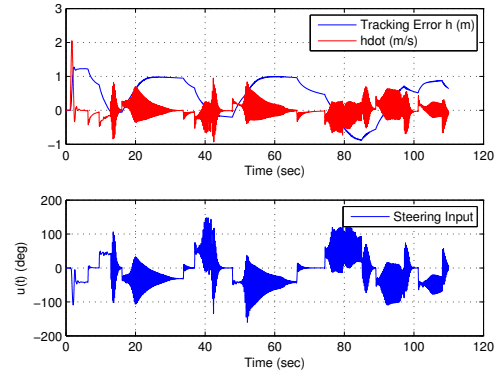 3
2
1
0
−1
0 20 40 60 80 100 120
Time (sec)
Tracking Error h (m)
hdot (m/s)
200
100
0
−100
−200
0 20 40 60 80 100 120
Time (sec)
u(t) (deg)
Steering Input